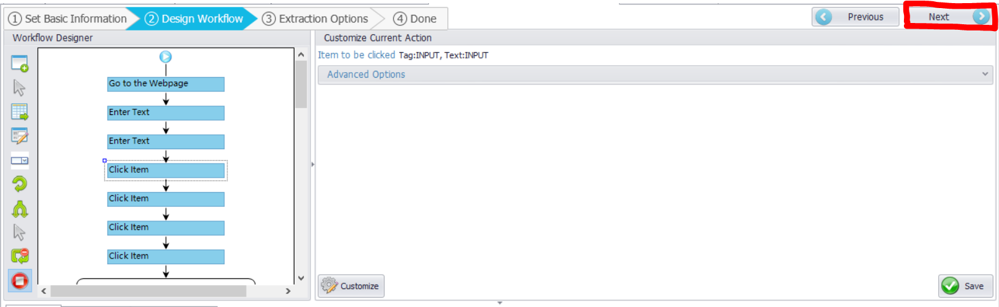 1 Set Basic Information 2 Design Workflow 3 Extraction Options 4 Done Previous Next
Workflow Designer
Go to the Webpage
Enter Text
Enter Text
Click Item
Click Item
Click Item
Click Item
Customize Current Action
Item to be clicked Tag:INPUT, Text:INPUT
Advanced Options
Customize Save